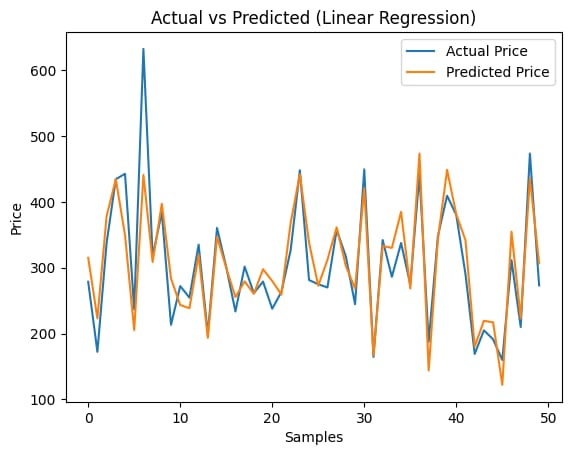 Actual vs Predicted (Linear Regression)
Actual Price
Predicted Price
600
500
400
300
200
100
Price
0
10
20
30
40
50
Samples